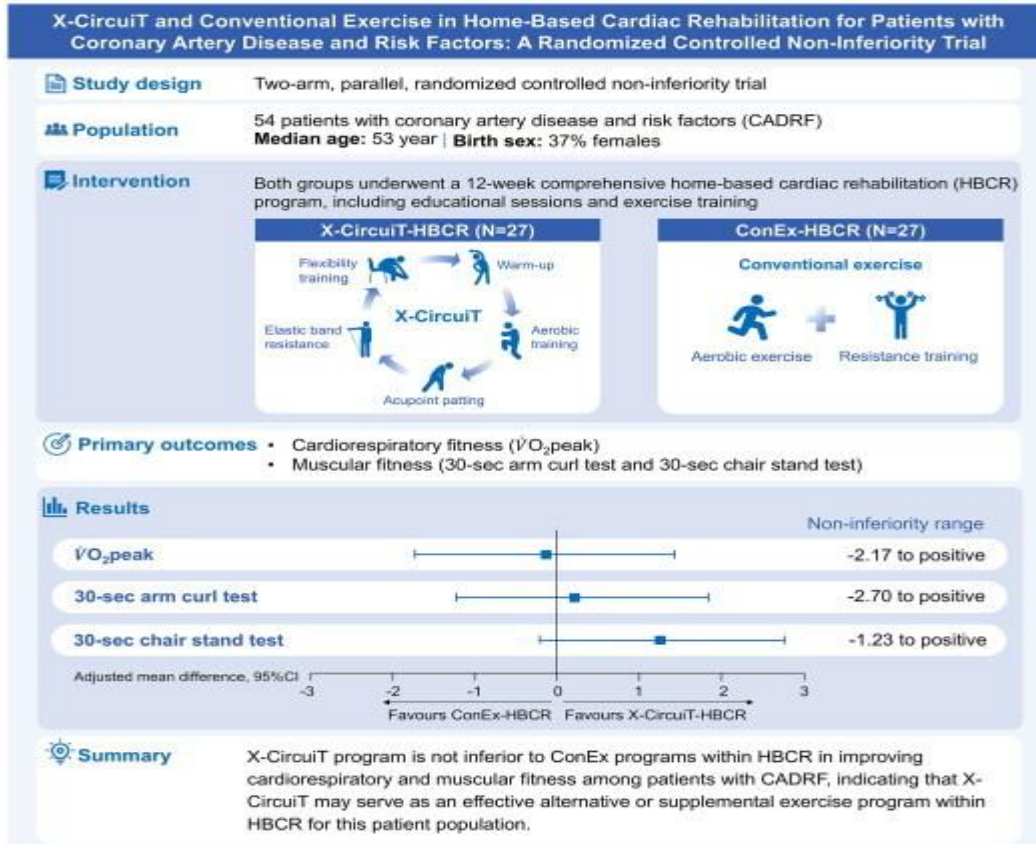 X-CircuiT and Conventional Exercise in Home-Based Cardiac Rehabilitation for Patients with
Coronary Artery Disease and Risk Factors: A Randomized Controlled Non-Inferiority Trial
Study design
Two-arm, parallel, randomized controlled non-inferiority trial
Population
54 patients with coronary artery disease and risk factors (CADRF)
Median age: 53 year | Birth sex: 37% females
Intervention
Both groups underwent a 12-week comprehensive home-based cardiac rehabilitation (HBCR)
program, including educational sessions and exercise training
X-CircuiT-HBCR (N=27)
Flexibility
training
Warm-up
X-CircuiT
Elastic band
resistance
Aerobic
training
Acupoint patting
ConEx-HBCR (N=27)
Conventional exercise
Aerobic exercise
Resistance training
Primary outcomes
• Cardiorespiratory fitness (V̇O₂peak)
• Muscular fitness (30-sec arm curl test and 30-sec chair stand test)
Results
Non-inferiority range
V̇O₂peak
-2.17 to positive
30-sec arm curl test
-2.70 to positive
30-sec chair stand test
-1.23 to positive
Adjusted mean difference, 95%CI
-3 -2 -1 0 1 2 3
Favours ConEx-HBCR Favours X-CircuiT-HBCR
Summary
X-CircuiT program is not inferior to ConEx programs within HBCR in improving
cardiorespiratory and muscular fitness among patients with CADRF, indicating that X-
CircuiT may serve as an effective alternative or supplemental exercise program within
HBCR for this patient population.